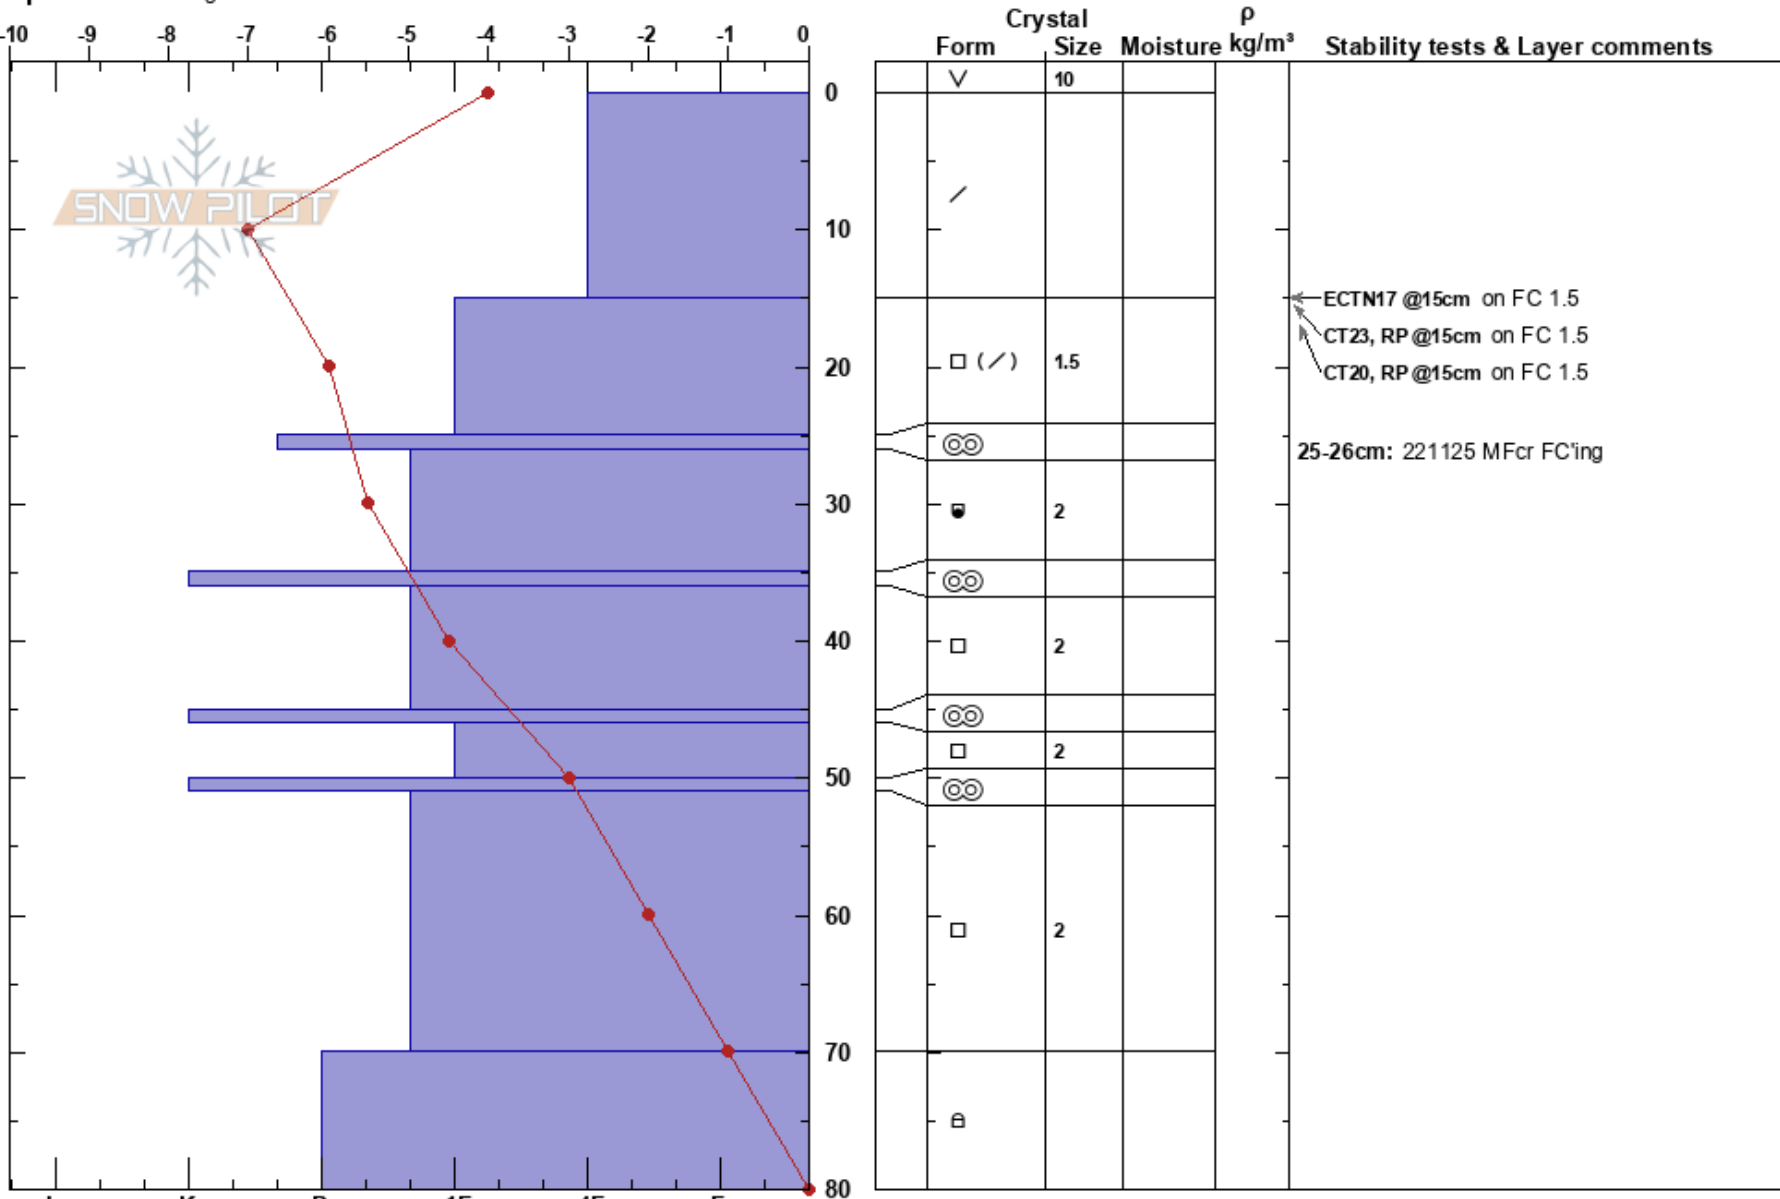 Crystal ρ
-10 -9 -8 -7 -6 -5 -4 -3 -2 -1 0 Form Size Moisture kg/m³ Stability tests & Layer comments
10
0
SNOW PILOT
10
ECTN17 @15cm on FC 1.5
CT23, RP @15cm on FC 1.5
20 1.5 CT20, RP @15cm on FC 1.5
25-26cm: 221125 MFcr FC'ing
30 2
40 2
2
50
60 2
70
80